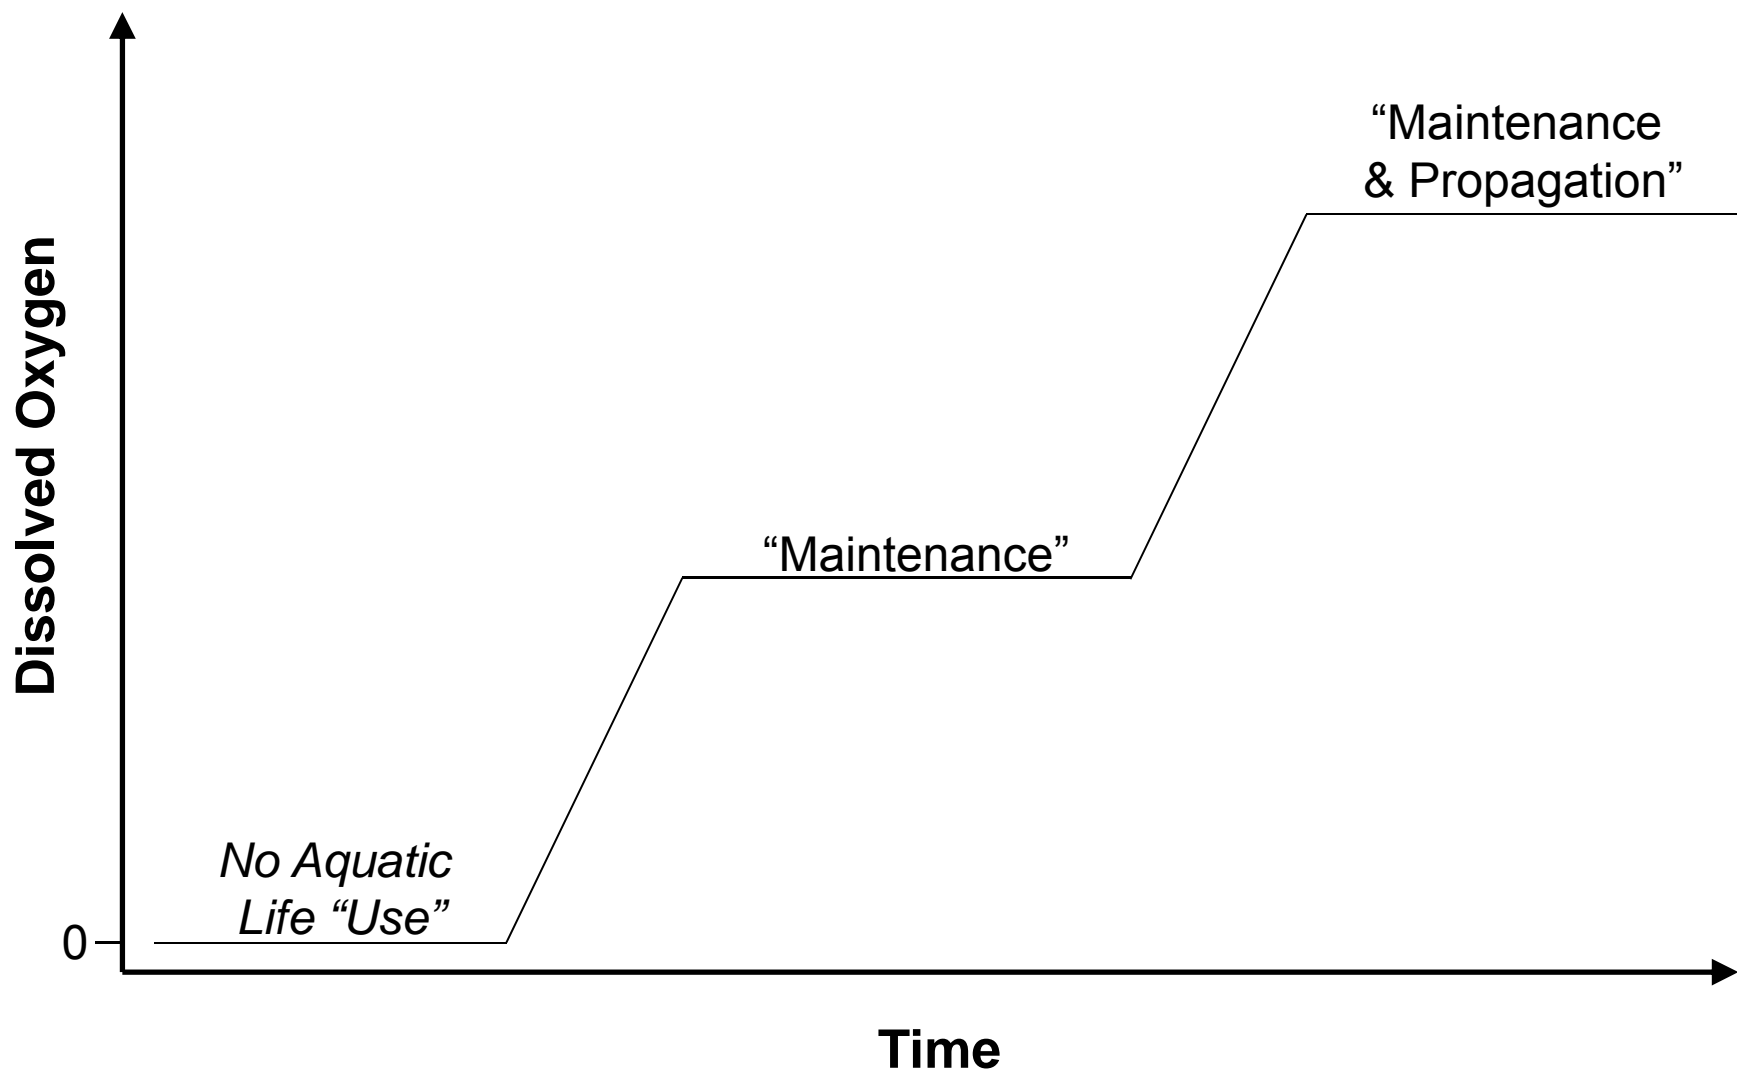 “Maintenance
& Propagation”
Dissolved Oxygen
“Maintenance”
No Aquatic
Life “Use”
0
Time